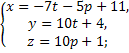 x = −7t − 5p + 11,
y = 10t + 4,
z = 10p + 1;